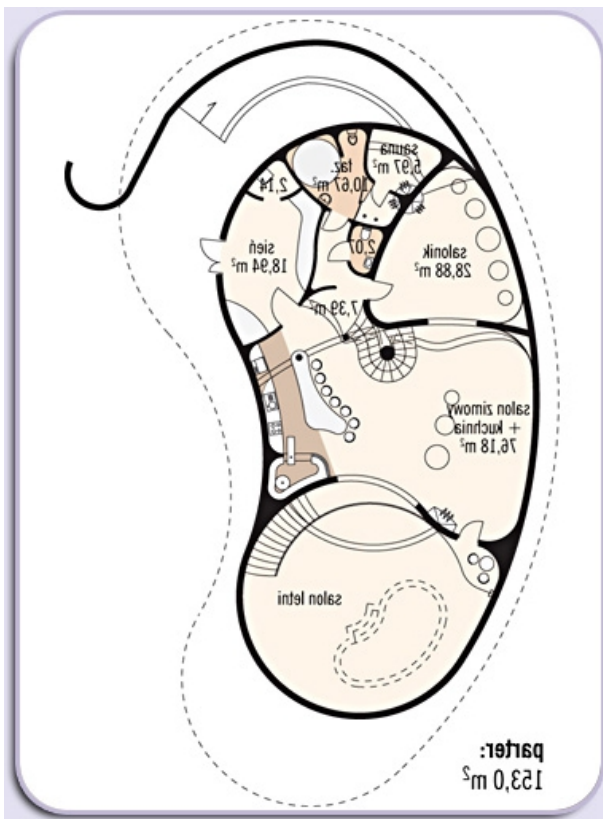 sauna
5,97 m²
łaz.
10,67 m²
2,14
sień
18,94 m²
2,07
salonik
28,88 m²
7,39 m²
salon zimowy
+ kuchnia
76,18 m²
salon letni
parter:
153,0 m²